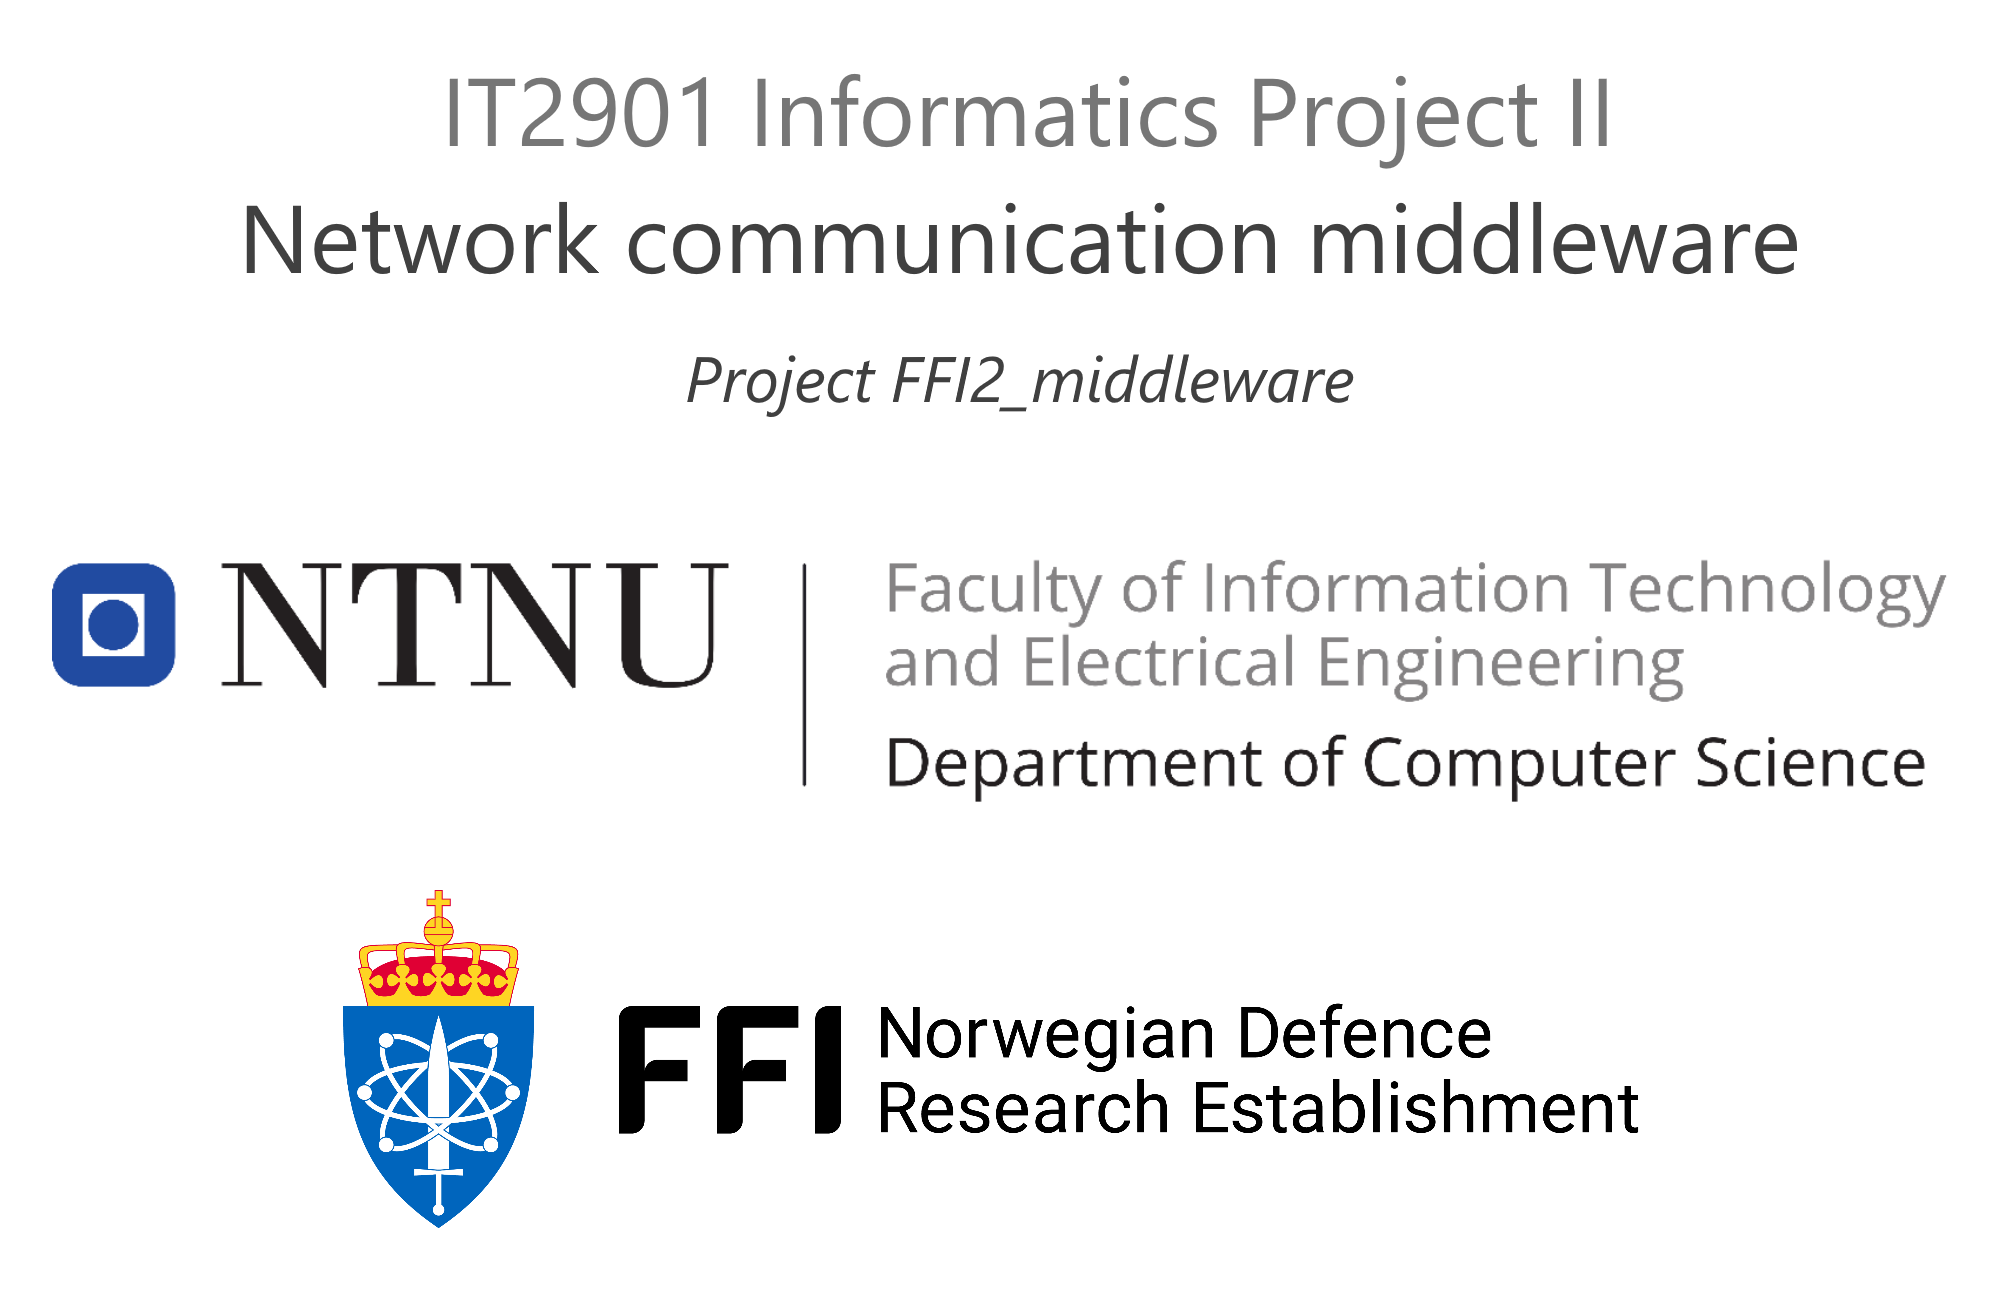 IT2901 Informatics Project II
Network communication middleware
Project FFI2_middleware
NTNU
Faculty of Information Technology
and Electrical Engineering
Department of Computer Science
FFI
Norwegian Defence
Research Establishment